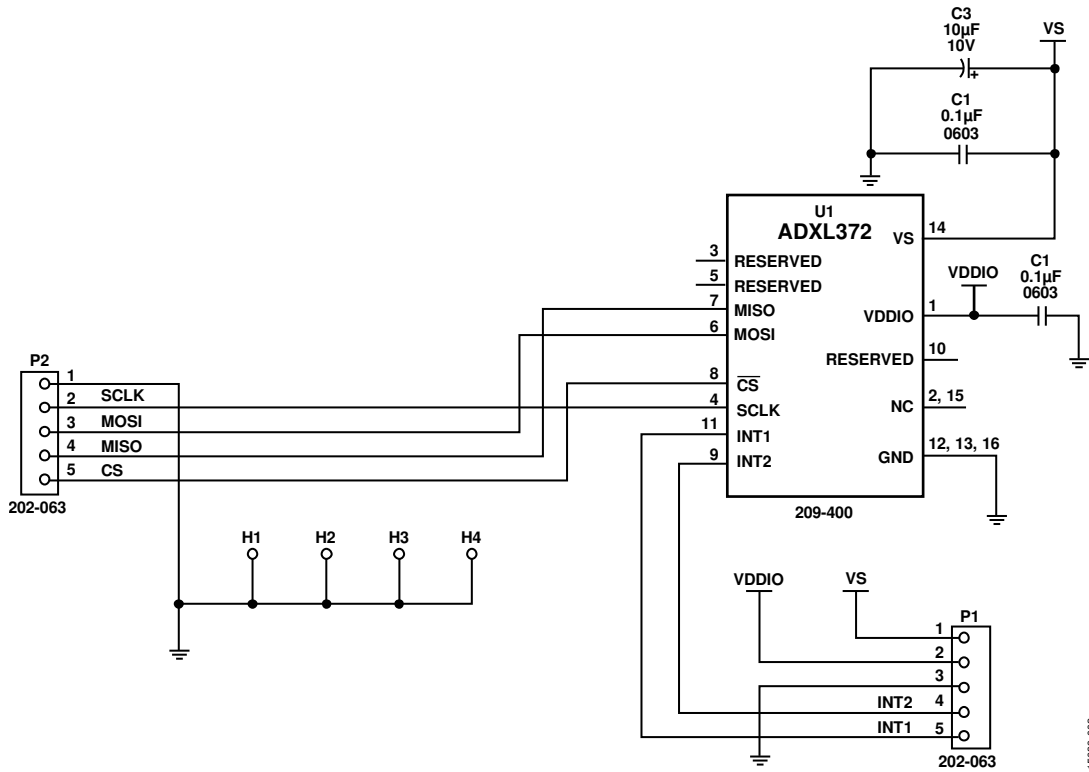 C3
10µF
10V
VS
C1
0.1µF
0603
U1
ADXL372
VS
14
3
RESERVED
5
RESERVED
7
MISO
6
MOSI
8
CS
4
SCLK
11
INT1
9
INT2
VDDIO
1
VDDIO
C1
0.1µF
0603
RESERVED
10
NC
2, 15
GND
12, 13, 16
209-400
P2
1
2
SCLK
3
MOSI
4
MISO
5
CS
202-063
H1
H2
H3
H4
VDDIO
VS
P1
1
2
3
INT2
4
INT1
5
202-063